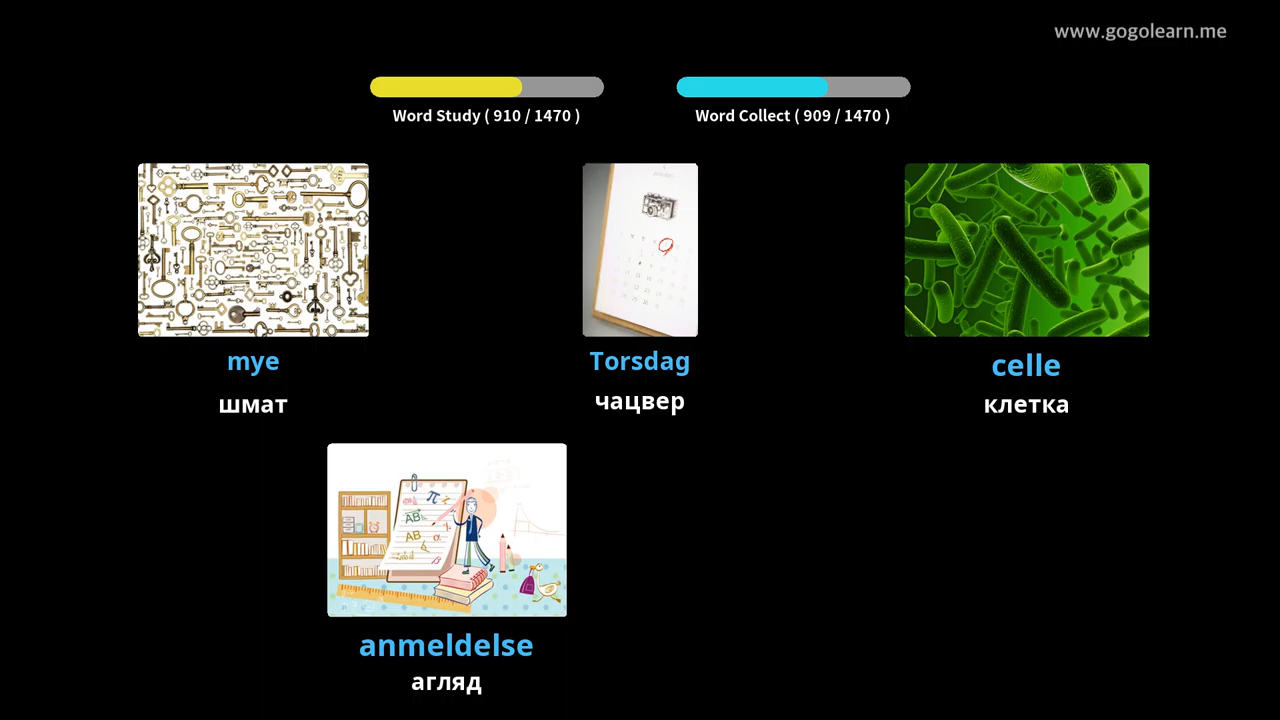 www.gogolearn.me
Word Study ( 910 / 1470 )
Word Collect ( 909 / 1470 )
mye
шмат
Torsdag
чацвер
celle
клетка
anmeldelse
агляд